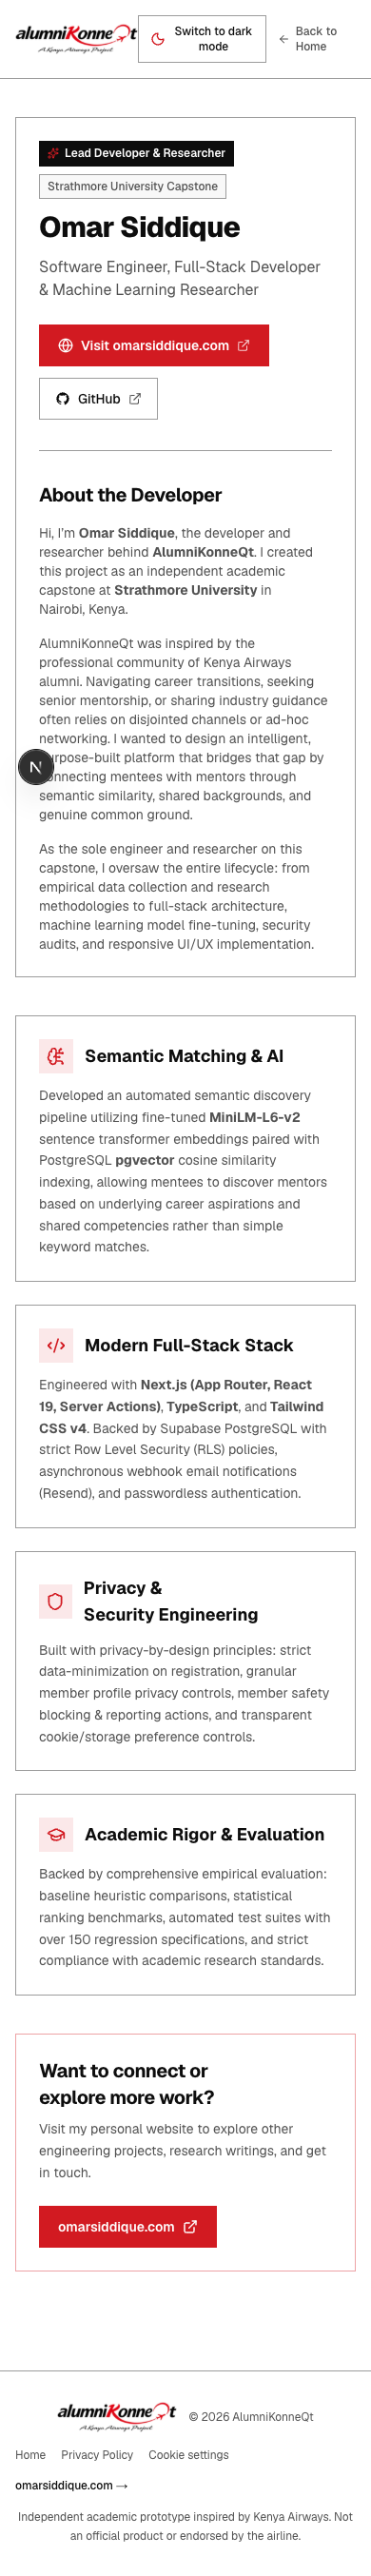 alumniKonneQt
A Kenya Airways Alumni Network
Switch to dark
mode
Back to
Home
Lead Developer & Researcher
Strathmore University Capstone
Omar Siddique
Software Engineer, Full-Stack Developer
& Machine Learning Researcher
Visit omarsiddique.com
GitHub
About the Developer
Hi, I'm Omar Siddique, the developer and
researcher behind AlumniKonneQt. I created
this project as an independent academic
capstone at Strathmore University in
Nairobi, Kenya.
AlumniKonneQt was inspired by the
professional community of Kenya Airways
alumni. Navigating career transitions, seeking
senior mentorship, or sharing industry guidance
often relies on disjointed channels or ad-hoc
networking. I wanted to design an intelligent,
purpose-built platform that bridges that gap by
connecting mentees with mentors through
semantic similarity, shared backgrounds, and
genuine common ground.
As the sole engineer and researcher on this
capstone, I oversaw the entire lifecycle: from
empirical data collection and research
methodologies to full-stack architecture,
machine learning model fine-tuning, security
audits, and responsive UI/UX implementation.
N
Semantic Matching & AI
Developed an automated semantic discovery
pipeline utilizing fine-tuned MiniLM-L6-v2
sentence transformer embeddings paired with
PostgreSQL pgvector cosine similarity
indexing, allowing mentees to discover mentors
based on underlying career aspirations and
shared competencies rather than simple
keyword matches.
Modern Full-Stack Stack
Engineered with Next.js (App Router, React
19, Server Actions), TypeScript, and Tailwind
CSS v4. Backed by Supabase PostgreSQL with
strict Row Level Security (RLS) policies,
asynchronous webhook email notifications
(Resend), and passwordless authentication.
Privacy &
Security Engineering
Built with privacy-by-design principles: strict
data-minimization on registration, granular
member profile privacy controls, member safety
blocking & reporting actions, and transparent
cookie/storage preference controls.
Academic Rigor & Evaluation
Backed by comprehensive empirical evaluation:
baseline heuristic comparisons, statistical
ranking benchmarks, automated test suites with
over 150 regression specifications, and strict
compliance with academic research standards.
Want to connect or
explore more work?
Visit my personal website to explore other
engineering projects, research writings, and get
in touch.
omarsiddique.com
alumniKonneQt
A Kenya Airways Alumni Network
© 2026 AlumniKonneQt
Home Privacy Policy Cookie settings
omarsiddique.com →
Independent academic prototype inspired by Kenya Airways. Not
an official product or endorsed by the airline.